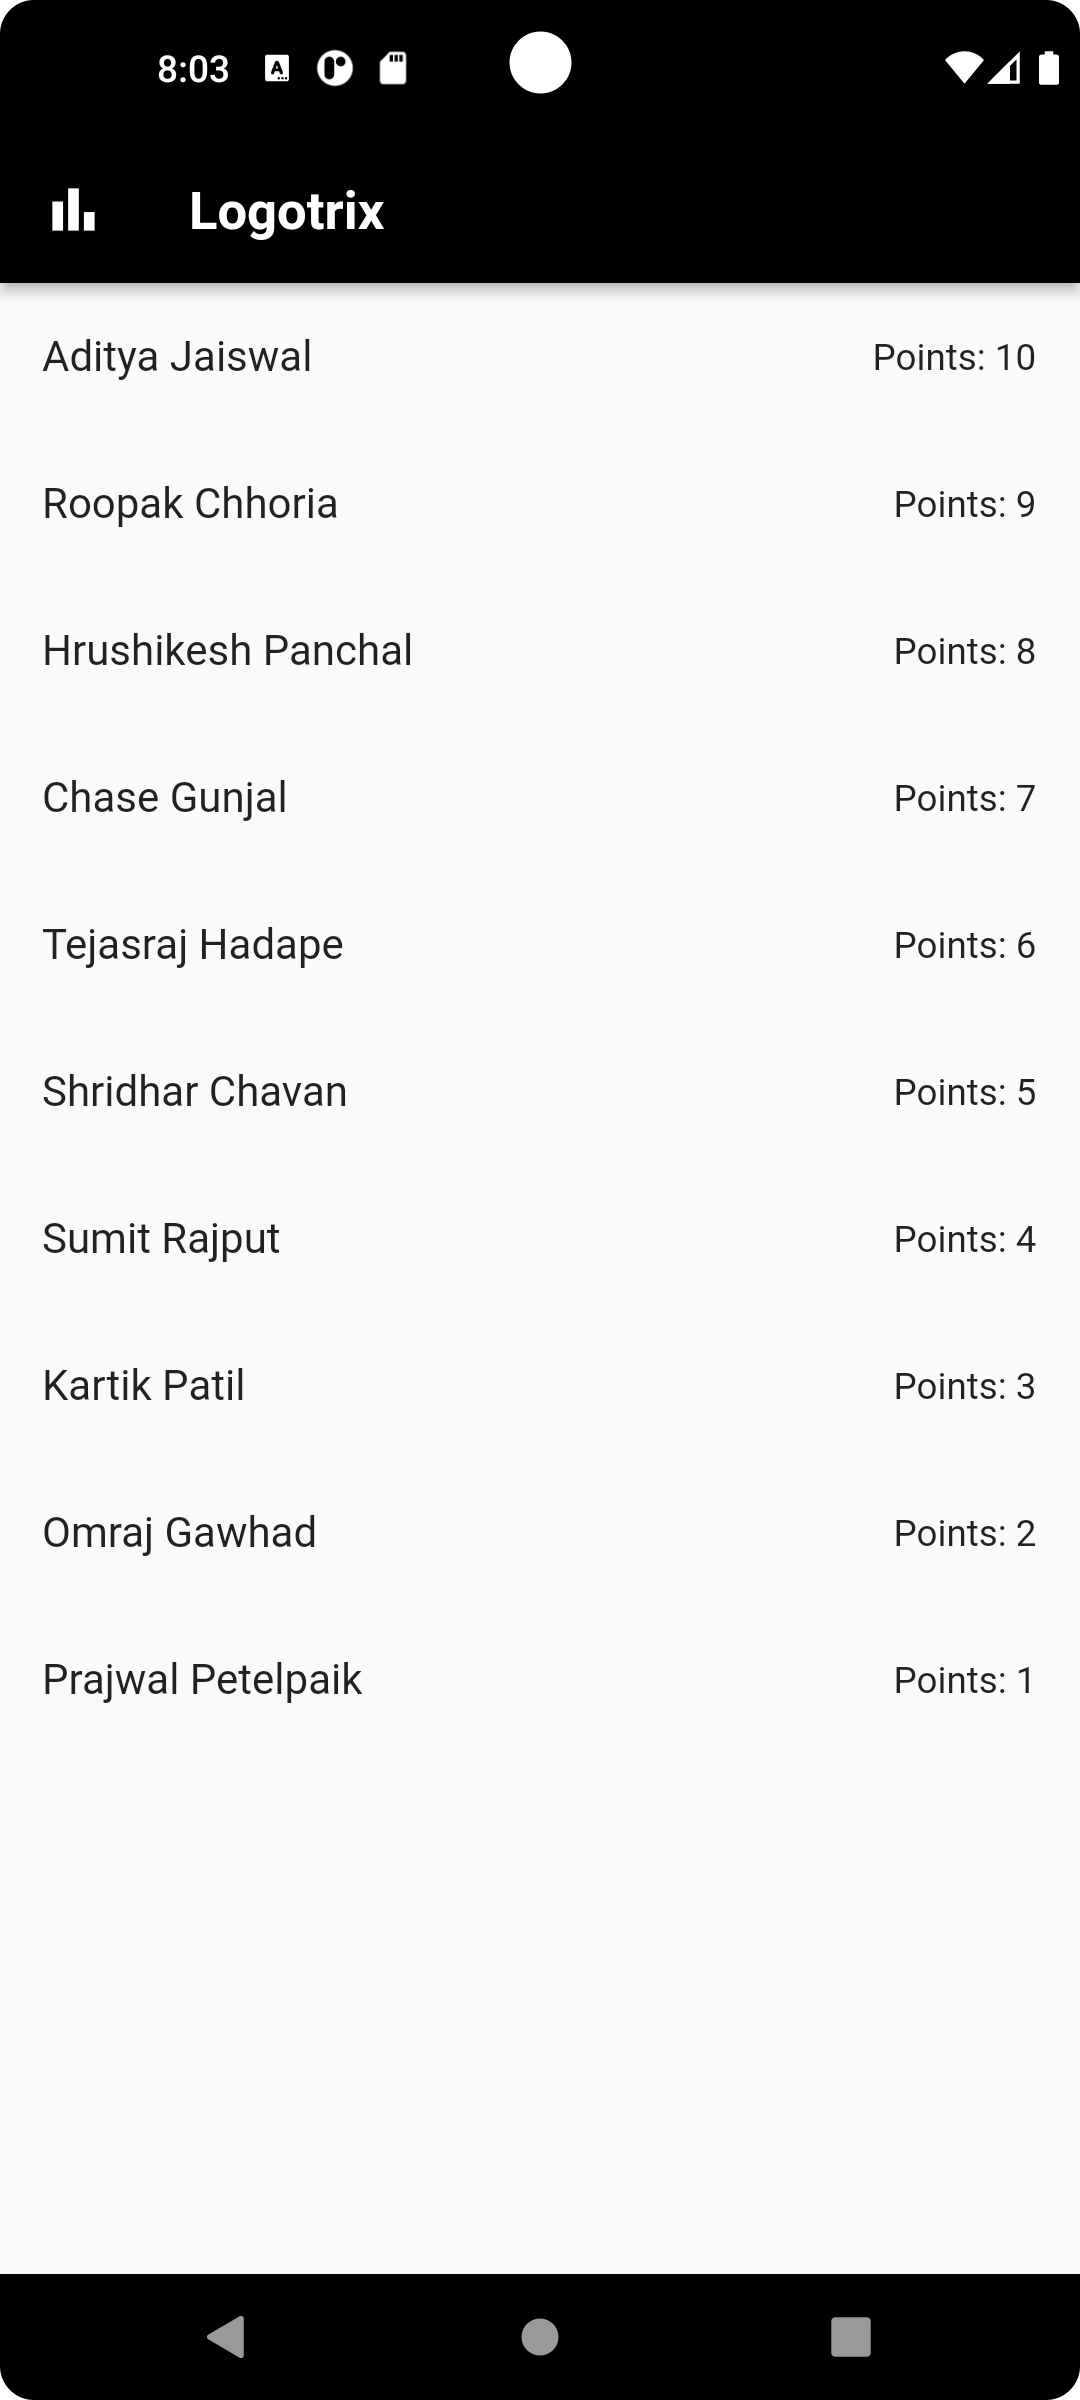 8:03
Logotrix
Aditya Jaiswal Points: 10
Roopak Chhoria Points: 9
Hrushikesh Panchal Points: 8
Chase Gunjal Points: 7
Tejasraj Hadape Points: 6
Shridhar Chavan Points: 5
Sumit Rajput Points: 4
Kartik Patil Points: 3
Omraj Gawhad Points: 2
Prajwal Petelpaik Points: 1